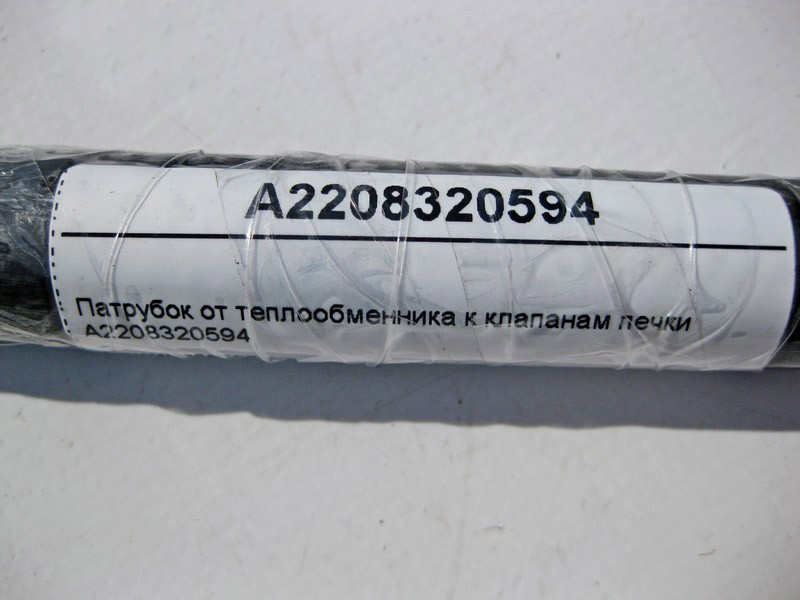 A2208320594
Патрубок от теплообменника к клапанам печки
A2208320594